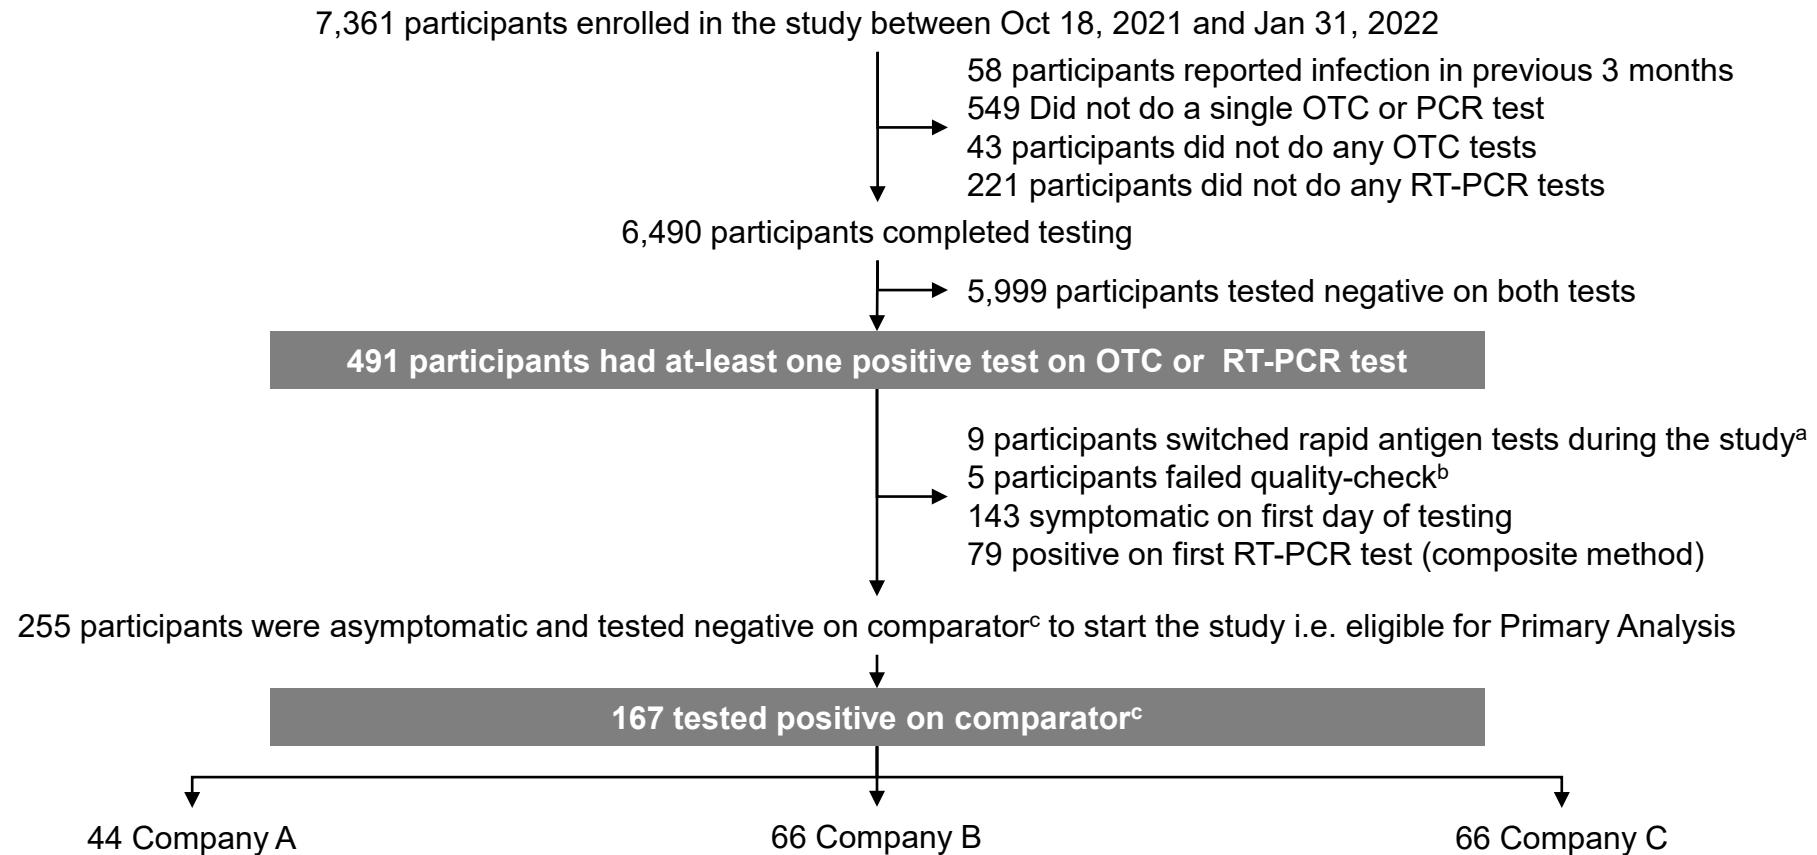 7,361 participants enrolled in the study between Oct 18, 2021 and Jan 31, 2022
58 participants reported infection in previous 3 months
549 Did not do a single OTC or PCR test
43 participants did not do any OTC tests
221 participants did not do any RT-PCR tests
6,490 participants completed testing
5,999 participants tested negative on both tests
491 participants had at-least one positive test on OTC or RT-PCR test
9 participants switched rapid antigen tests during the studyᵃ
5 participants failed quality-checkᵇ
143 symptomatic on first day of testing
79 positive on first RT-PCR test (composite method)
255 participants were asymptomatic and tested negative on comparatorᶜ to start the study i.e. eligible for Primary Analysis
167 tested positive on comparatorᶜ
44 Company A
66 Company B
66 Company C